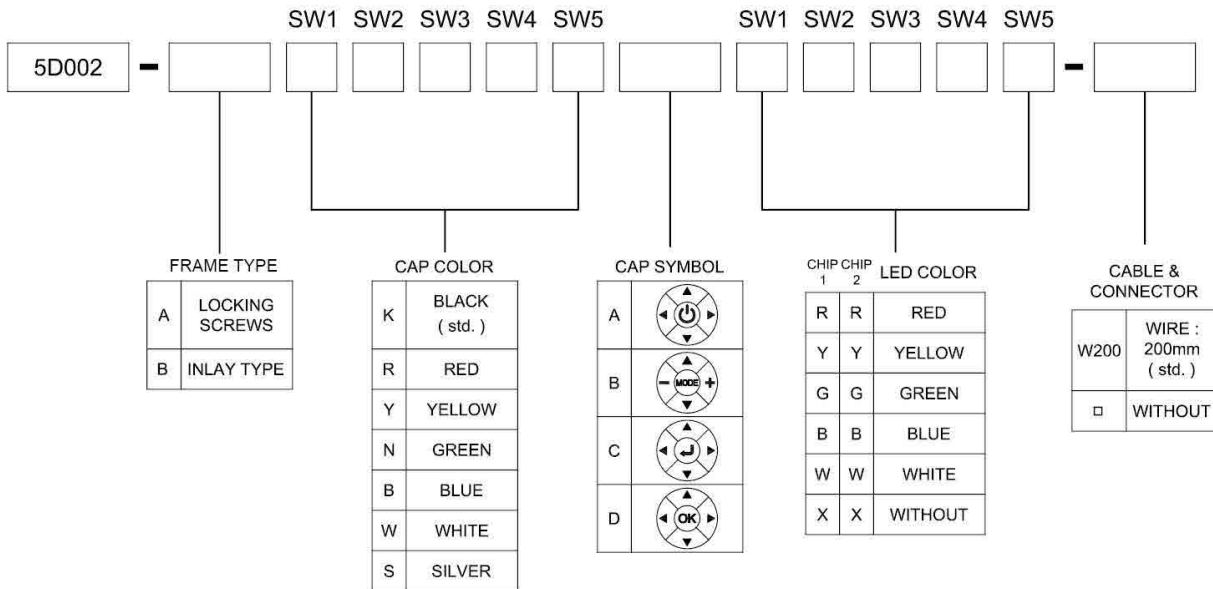 SW1 SW2 SW3 SW4 SW5 SW1 SW2 SW3 SW4 SW5
5D002 - -
FRAME TYPE
A LOCKING SCREWS
B INLAY TYPE
CAP COLOR
K BLACK ( std. )
R RED
Y YELLOW
N GREEN
B BLUE
W WHITE
S SILVER
CAP SYMBOL
A
B - MODE +
C
D OK
CHIP 1 CHIP 2 LED COLOR
R R RED
Y Y YELLOW
G G GREEN
B B BLUE
W W WHITE
X X WITHOUT
CABLE &
CONNECTOR
W200 WIRE : 200mm ( std. )
□ WITHOUT